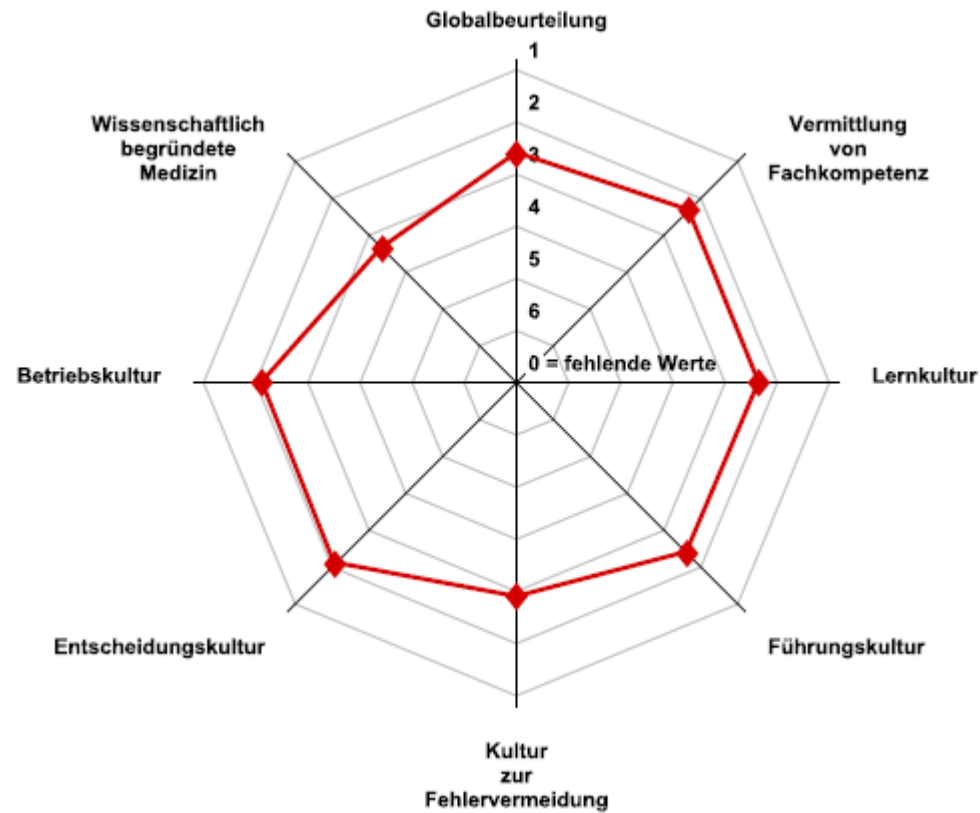 Globalbeurteilung
1
2
3
4
5
6
0 = fehlende Werte
Vermittlung
von
Fachkompetenz
Lernkultur
Führungskultur
Kultur
zur
Fehlervermeidung
Entscheidungskultur
Betriebskultur
Wissenschaftlich
begründete
Medizin